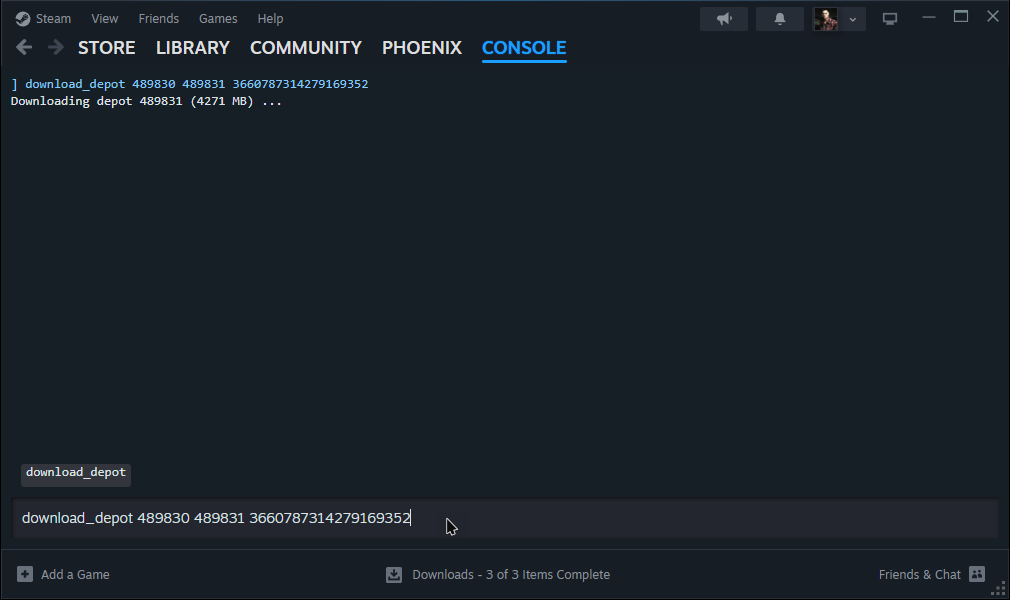 Steam View Friends Games Help
STORE LIBRARY COMMUNITY PHOENIX CONSOLE
] download_depot 489830 489831 3660787314279169352
Downloading depot 489831 (4271 MB) ...
download_depot
download_depot 489830 489831 3660787314279169352
Add a Game Downloads - 3 of 3 Items Complete Friends & Chat